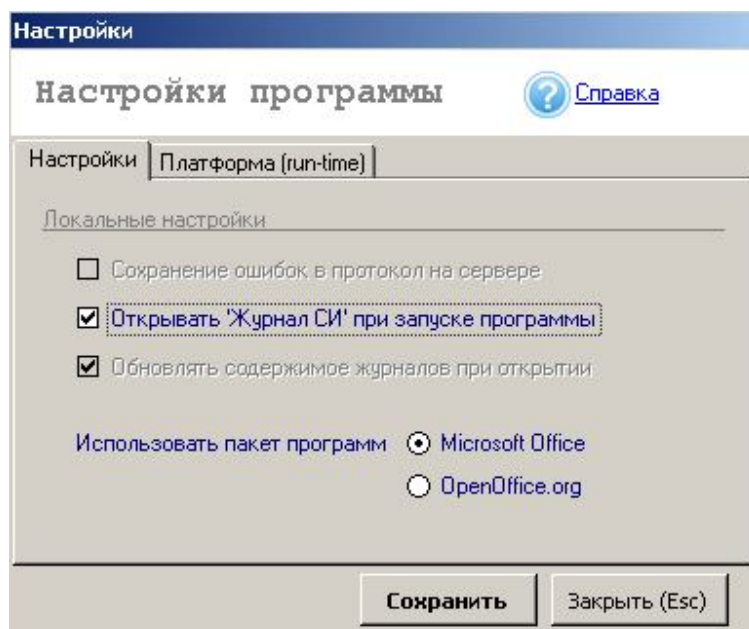 Настройки
Настройки программы
Справка
Настройки Платформа (run-time)
Локальные настройки
Сохранение ошибок в протокол на сервере
Открывать 'Журнал СИ' при запуске программы
Обновлять содержимое журналов при открытии
Использовать пакет программ Microsoft Office
OpenOffice.org
Сохранить Закрыть (Esc)